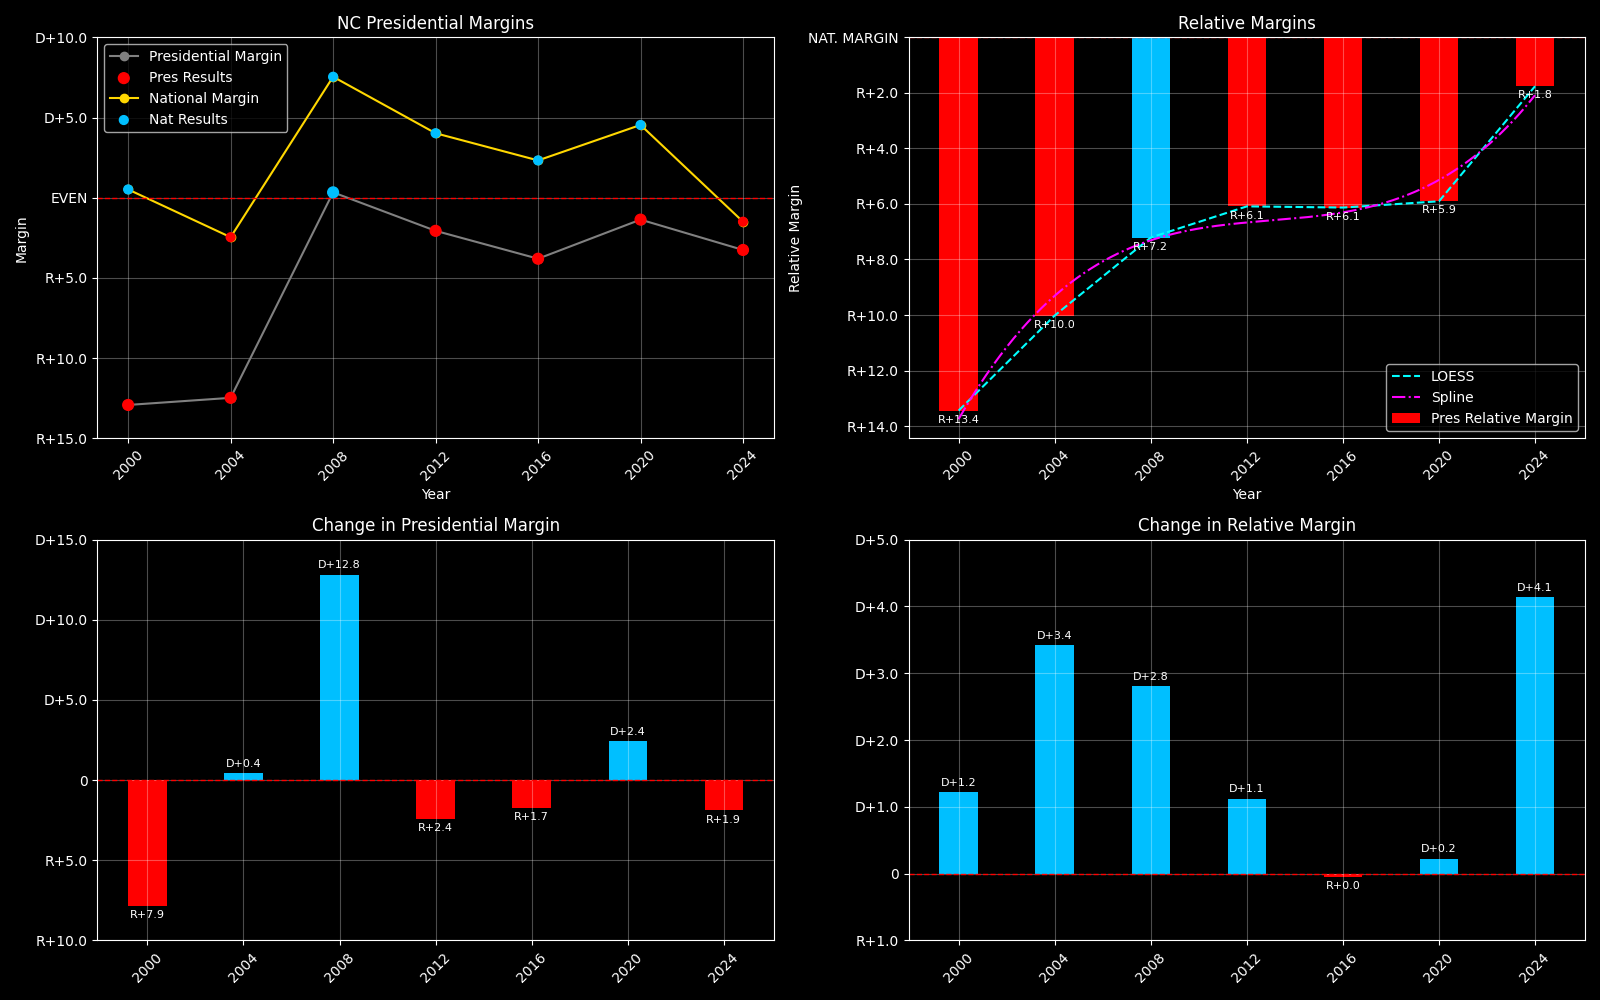 NC Presidential Margins
D+10.0
D+5.0
EVEN
R+5.0
R+10.0
R+15.0
Margin
Presidential Margin
Pres Results
National Margin
Nat Results
2000
2004
2008
2012
2016
2020
2024
Year
Relative Margins
NAT. MARGIN
R+2.0
R+4.0
R+6.0
R+8.0
R+10.0
R+12.0
R+14.0
Relative Margin
R+13.4
R+10.0
R+7.2
R+6.1
R+6.1
R+5.9
R+1.8
LOESS
Spline
Pres Relative Margin
2000
2004
2008
2012
2016
2020
2024
Year
Change in Presidential Margin
D+15.0
D+10.0
D+5.0
0
R+5.0
R+10.0
R+7.9
D+0.4
D+12.8
R+2.4
R+1.7
D+2.4
R+1.9
2000
2004
2008
2012
2016
2020
2024
Change in Relative Margin
D+5.0
D+4.0
D+3.0
D+2.0
D+1.0
0
R+1.0
D+1.2
D+3.4
D+2.8
D+1.1
R+0.0
D+0.2
D+4.1
2000
2004
2008
2012
2016
2020
2024